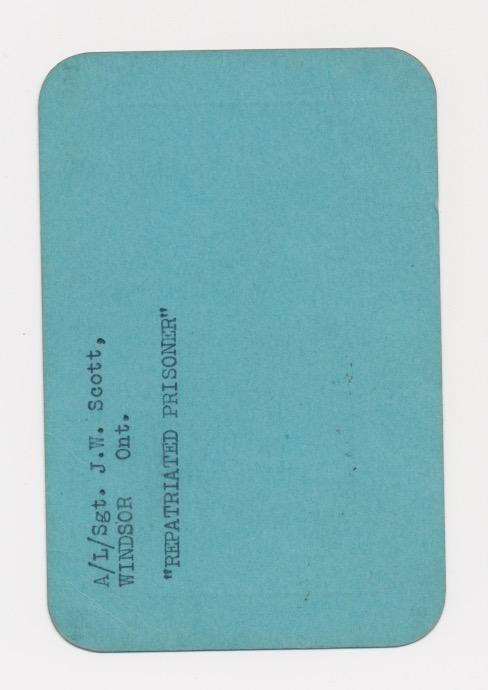 A/L/Sgt. J.W. Scott,
WINDSOR Ont.
"REPATRIATED PRISONER"